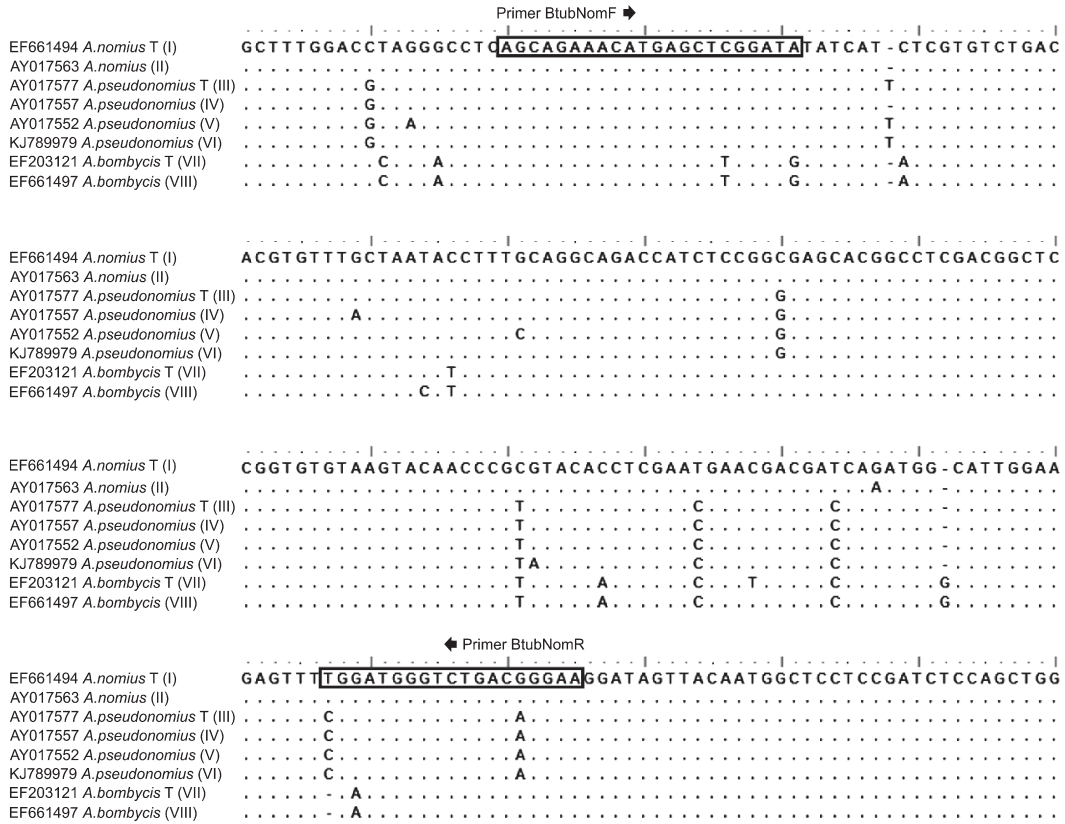 Primer BtubNomF
EF661494 A.nomius T (I) GCTTTGGACCTAGGGCCTCAGCAGAAACATGAGCTCGGATATATCAT-CTCGTGTCTGAC
AY017563 A.nomius (II) ...............................................-............
AY017577 A.pseudonomius T (III) .........G.....................................T............
AY017557 A.pseudonomius (IV) .........G.....................................-............
AY017552 A.pseudonomius (V) .........G..A..................................T............
KJ789979 A.pseudonomius (VI) .........G.....................................T............
EF203121 A.bombycis T (VII) ..........C...A....................T....G......-A...........
EF661497 A.bombycis (VIII) ..........C...A....................T....G......-A...........
EF661494 A.nomius T (I) ACGTGTTTGCTAATACCTTTGCAGGCAGACCATCTCCGGCGAGCACGGCCTCGACGGCTC
AY017563 A.nomius (II) ............................................................
AY017577 A.pseudonomius T (III) .......................................G....................
AY017557 A.pseudonomius (IV) ........A..............................G....................
AY017552 A.pseudonomius (V) ....................C..................G....................
KJ789979 A.pseudonomius (VI) .......................................G....................
EF203121 A.bombycis T (VII) ...............T............................................
EF661497 A.bombycis (VIII) .............C.T............................................
EF661494 A.nomius T (I) CGGTGTGTAAGTACAACCCGCGTACACCTCGAATGAACGACGATCAGATGG-CATTGGAA
AY017563 A.nomius (II) ..............................................A....-........
AY017577 A.pseudonomius T (III) ....................T............C.........C.......-........
AY017557 A.pseudonomius (IV) ....................T............C.........C.......-........
AY017552 A.pseudonomius (V) ....................T............C.........C.......-........
KJ789979 A.pseudonomius (VI) ....................TA...........C.........C.......-........
EF203121 A.bombycis T (VII) ....................T.....A......C...T.....C.......G........
EF661497 A.bombycis (VIII) ....................T.....A......C.........C.......G........
Primer BtubNomR
EF661494 A.nomius T (I) GAGTTTTGGATGGGTCTGACGGGAAGGATAGTTACAATGGCTCCTCCGATCTCCAGCTGG
AY017563 A.nomius (II) ............................................................
AY017577 A.pseudonomius T (III) ......C.............A.......................................
AY017557 A.pseudonomius (IV) ......C.............A.......................................
AY017552 A.pseudonomius (V) ......C.............A.......................................
KJ789979 A.pseudonomius (VI) ......C.............A.......................................
EF203121 A.bombycis T (VII) ......-.A...................................................
EF661497 A.bombycis (VIII) ......-.A...................................................